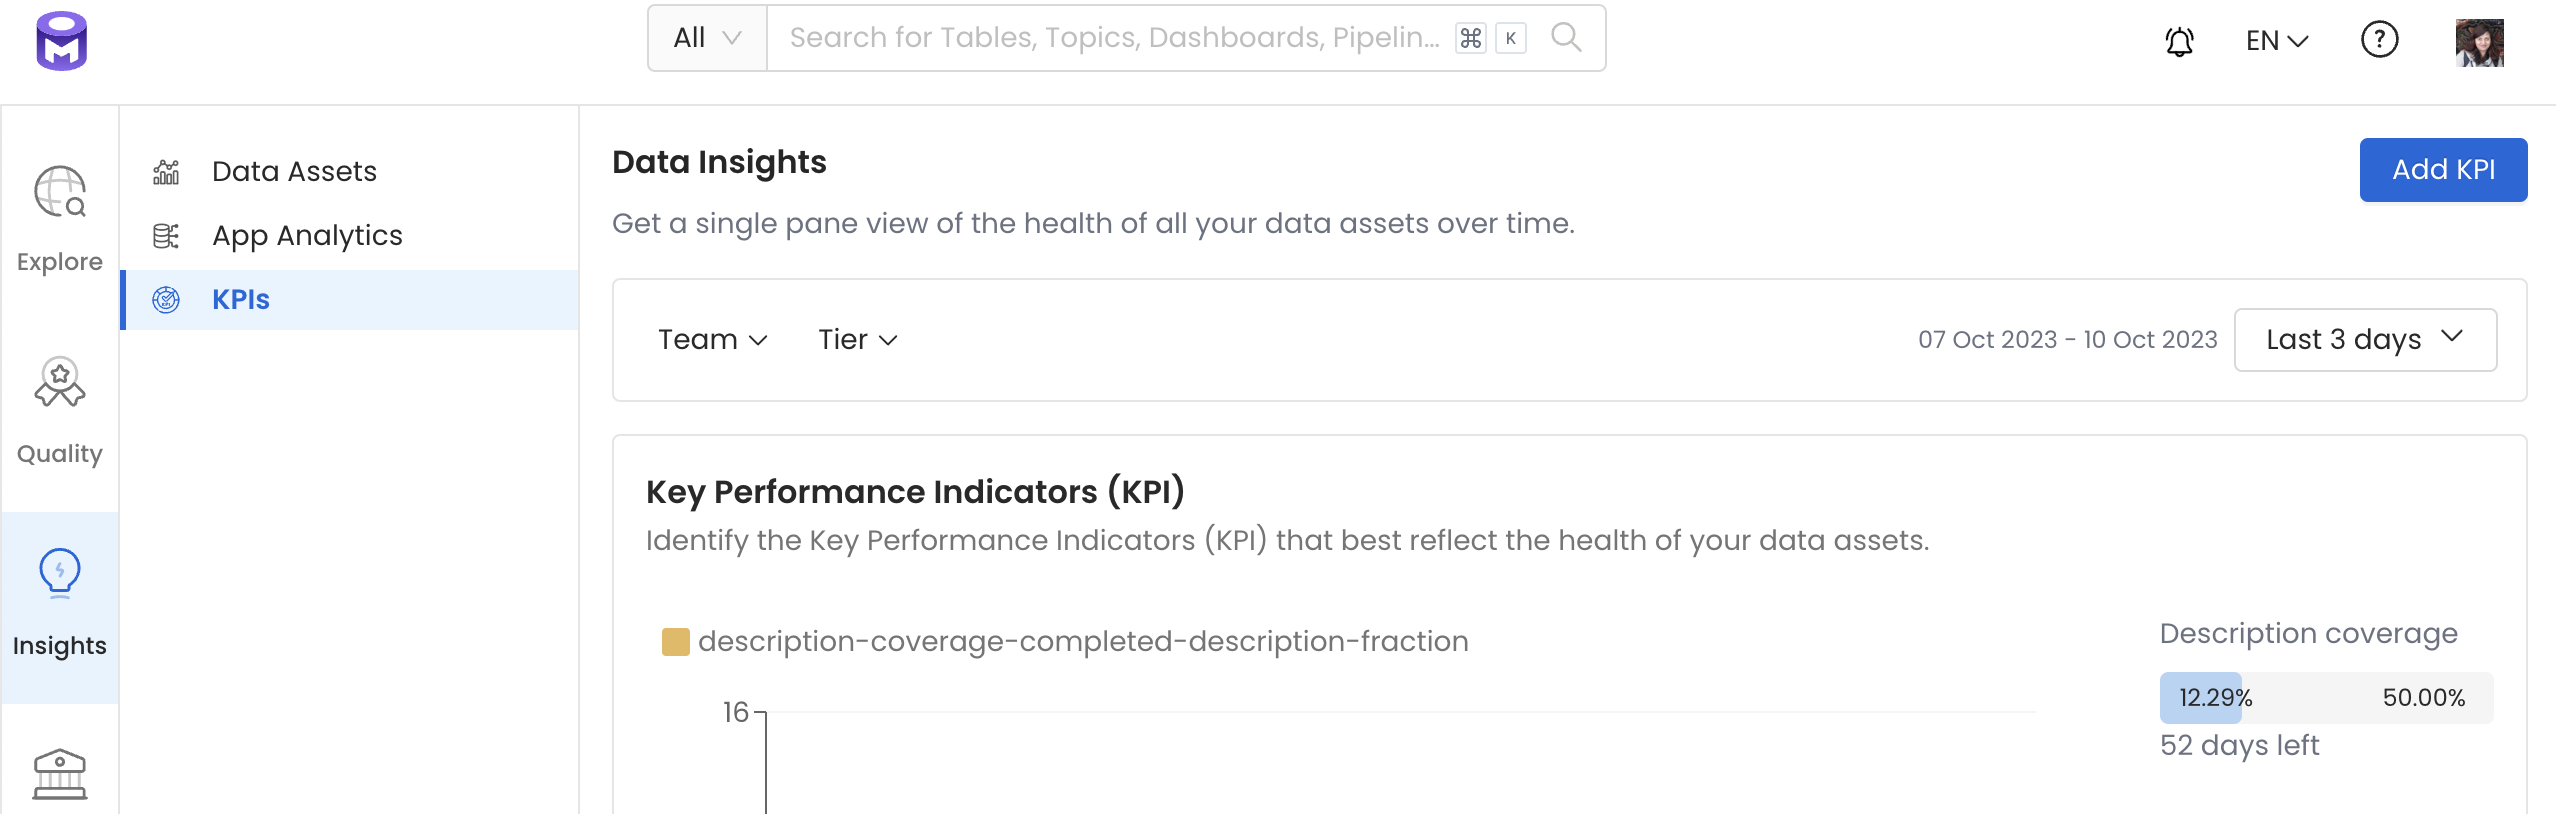 All
Search for Tables, Topics, Dashboards, Pipelin... ⌘ K
EN
?
Explore
Quality
Insights
Data Assets
App Analytics
KPIs
Data Insights
Add KPI
Get a single pane view of the health of all your data assets over time.
Team
Tier
07 Oct 2023 - 10 Oct 2023
Last 3 days
Key Performance Indicators (KPI)
Identify the Key Performance Indicators (KPI) that best reflect the health of your data assets.
description-coverage-completed-description-fraction
16
Description coverage
12.29% 50.00%
52 days left